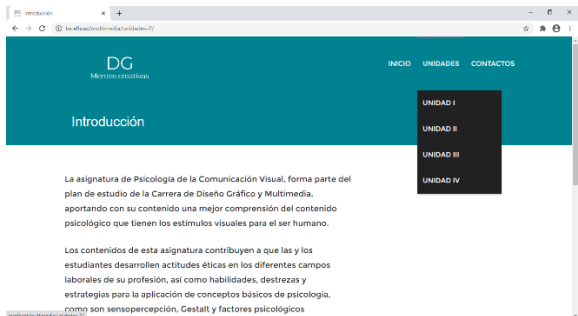 Introducción
localhost/multimedia/unidades-2/
DG
Mentes creativas
INICIO UNIDADES CONTACTOS
UNIDAD I
UNIDAD II
UNIDAD III
UNIDAD IV
Introducción
La asignatura de Psicología de la Comunicación Visual, forma parte del
plan de estudio de la Carrera de Diseño Gráfico y Multimedia,
aportando con su contenido una mejor comprensión del contenido
psicológico que tienen los estímulos visuales para el ser humano.
Los contenidos de esta asignatura contribuyen a que las y los
estudiantes desarrollen actitudes éticas en los diferentes campos
laborales de su profesión, así como habilidades, destrezas y
estrategias para la aplicación de conceptos básicos de psicología,
como son sensopercepción, Gestalt y factores psicológicos